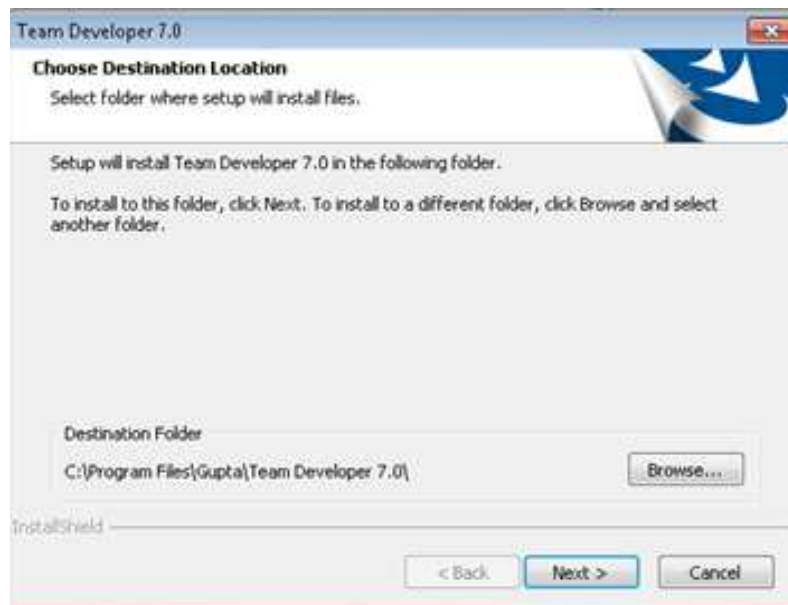 Team Developer 7.0
Choose Destination Location
Select folder where setup will install files.
Setup will install Team Developer 7.0 in the following folder.
To install to this folder, click Next. To install to a different folder, click Browse and select
another folder.
Destination Folder
C:\Program Files\Gupta\Team Developer 7.0\
Browse...
InstallShield
< Back
Next >
Cancel